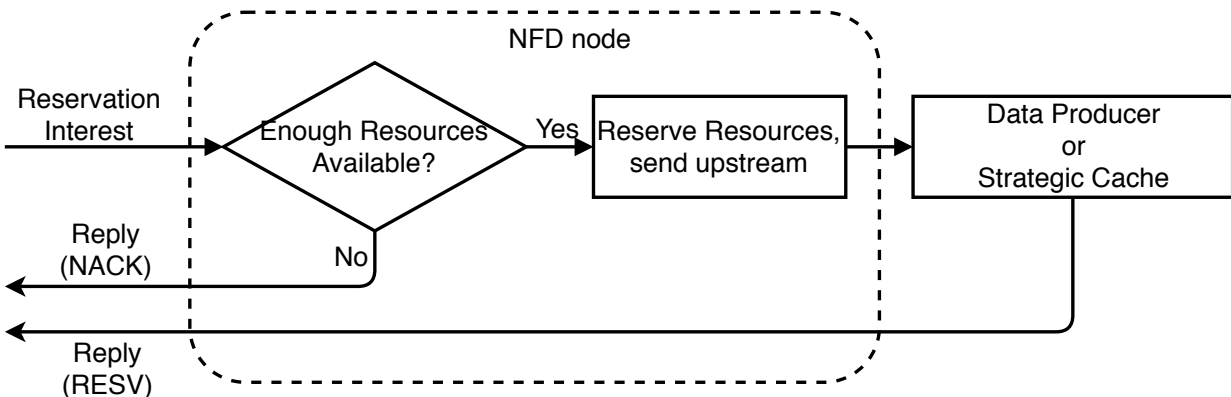 NFD node
Reservation
Interest
Enough Resources
Available?
Yes
Reserve Resources,
send upstream
Data Producer
or
Strategic Cache
No
Reply
(NACK)
Reply
(RESV)